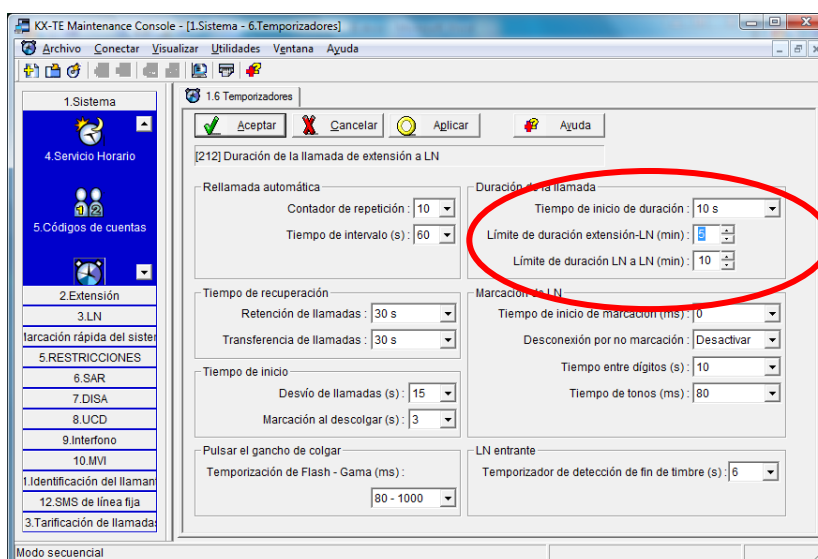 KX-TE Maintenance Console - [1.Sistema - 6.Temporizadores]
Archivo Conectar Visualizar Utilidades Ventana Ayuda
1.Sistema
4.Servicio Horario
5.Códigos de cuentas
2.Extensión
3.LN
larcación rápida del sister
5.RESTRICCIONES
6.SAR
7.DISA
8.UCD
9.Interfono
10.MVI
1.Identificación del llaman
12.SMS de línea fija
3.Tarificación de llamada
1.6 Temporizadores
Aceptar Cancelar Aplicar Ayuda
[212] Duración de la llamada de extensión a LN
Rellamada automática
Contador de repetición : 10
Tiempo de intervalo (s) : 60
Duración de la llamada
Tiempo de inicio de duración : 10 s
Límite de duración extensión-LN (min) : 5
Límite de duración LN a LN (min) : 10
Tiempo de recuperación
Retención de llamadas : 30 s
Transferencia de llamadas : 30 s
Marcación de LN
Tiempo de inicio de marcación (ms) : 0
Desconexión por no marcación : Desactivar
Tiempo entre dígitos (s) : 10
Tiempo de tonos (ms) : 80
Tiempo de inicio
Desvío de llamadas (s) : 15
Marcación al descolgar (s) : 3
Pulsar el gancho de colgar
Temporización de Flash - Gama (ms) :
80 - 1000
LN entrante
Temporizador de detección de fin de timbre (s) : 6
Modo secuencial